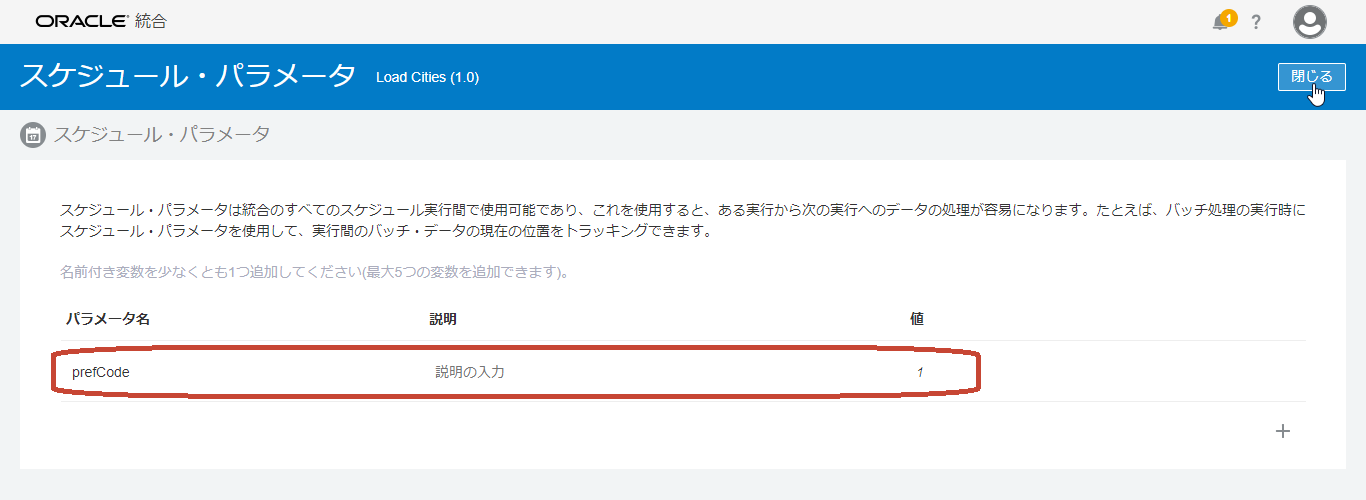 ORACLE 統合
1
?
スケジュール・パラメータ Load Cities (1.0)
閉じる
17
スケジュール・パラメータ
スケジュール・パラメータは統合のすべてのスケジュール実行間で使用可能であり、これを使用すると、ある実行から次の実行へのデータの処理が容易になります。たとえば、バッチ処理の実行時に
スケジュール・パラメータを使用して、実行間のバッチ・データの現在の位置をトラッキングできます。
名前付き変数を少なくとも1つ追加してください(最大5つの変数を追加できます)。
パラメータ名 説明 値
prefCode 説明の入力 1